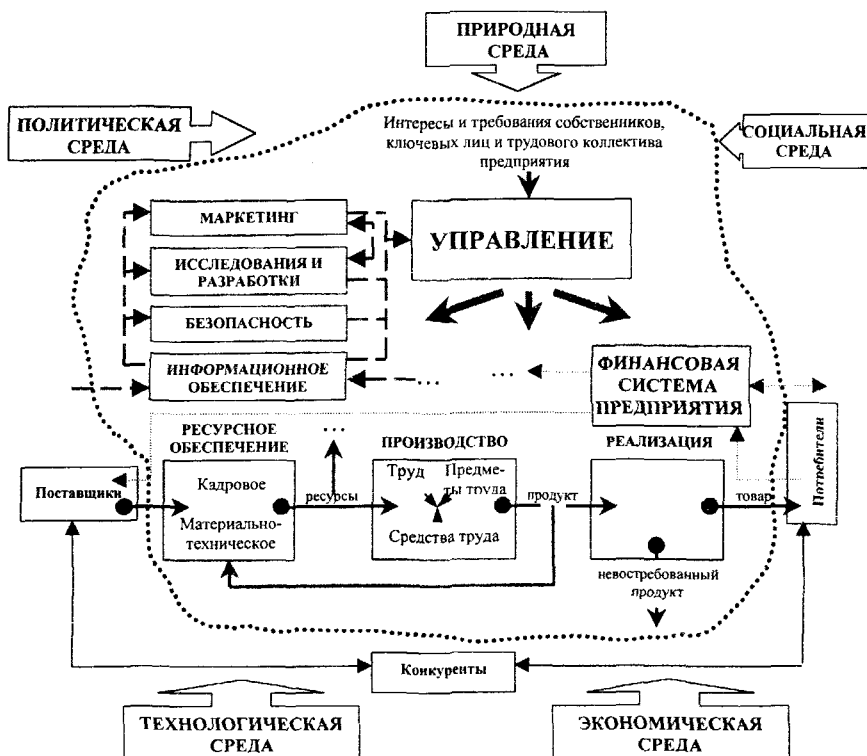 ПРИРОДНАЯ
СРЕДА
ПОЛИТИЧЕСКАЯ
СРЕДА
СОЦИАЛЬНАЯ
СРЕДА
Интересы и требования собственников,
ключевых лиц и трудового коллектива
предприятия
МАРКЕТИНГ
УПРАВЛЕНИЕ
ИССЛЕДОВАНИЯ И
РАЗРАБОТКИ
БЕЗОПАСНОСТЬ
ИНФОРМАЦИОННОЕ
ОБЕСПЕЧЕНИЕ
... ...
ФИНАНСОВАЯ
СИСТЕМА
ПРЕДПРИЯТИЯ
РЕСУРСНОЕ
ОБЕСПЕЧЕНИЕ
...
ПРОИЗВОДСТВО
РЕАЛИЗАЦИЯ
Поставщики
Кадровое
Материально-
техническое
ресурсы
Труд
Предме-
ты труда
Средства труда
продукт
товар
Потребители
невостребованный
продукт
Конкуренты
ТЕХНОЛОГИЧЕСКАЯ
СРЕДА
ЭКОНОМИЧЕСКАЯ
СРЕДА